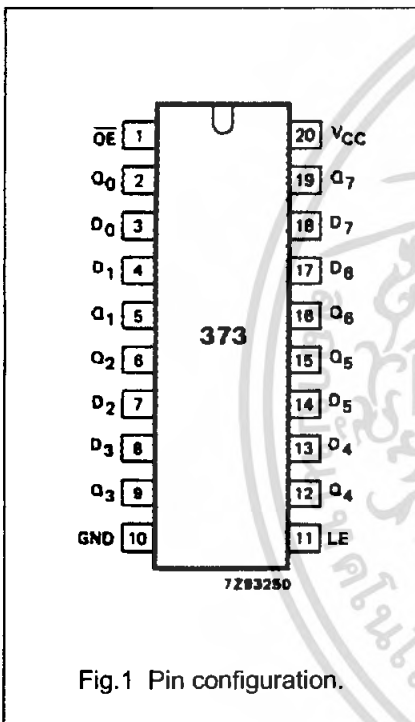 OE 1 20 VCC
Q0 2 19 Q7
D0 3 18 D7
D1 4 17 D6
Q1 5 16 Q6
373
Q2 6 15 Q5
D2 7 14 D5
D3 8 13 D4
Q3 9 12 Q4
GND 10 11 LE
7Z93250
Fig.1 Pin configuration.